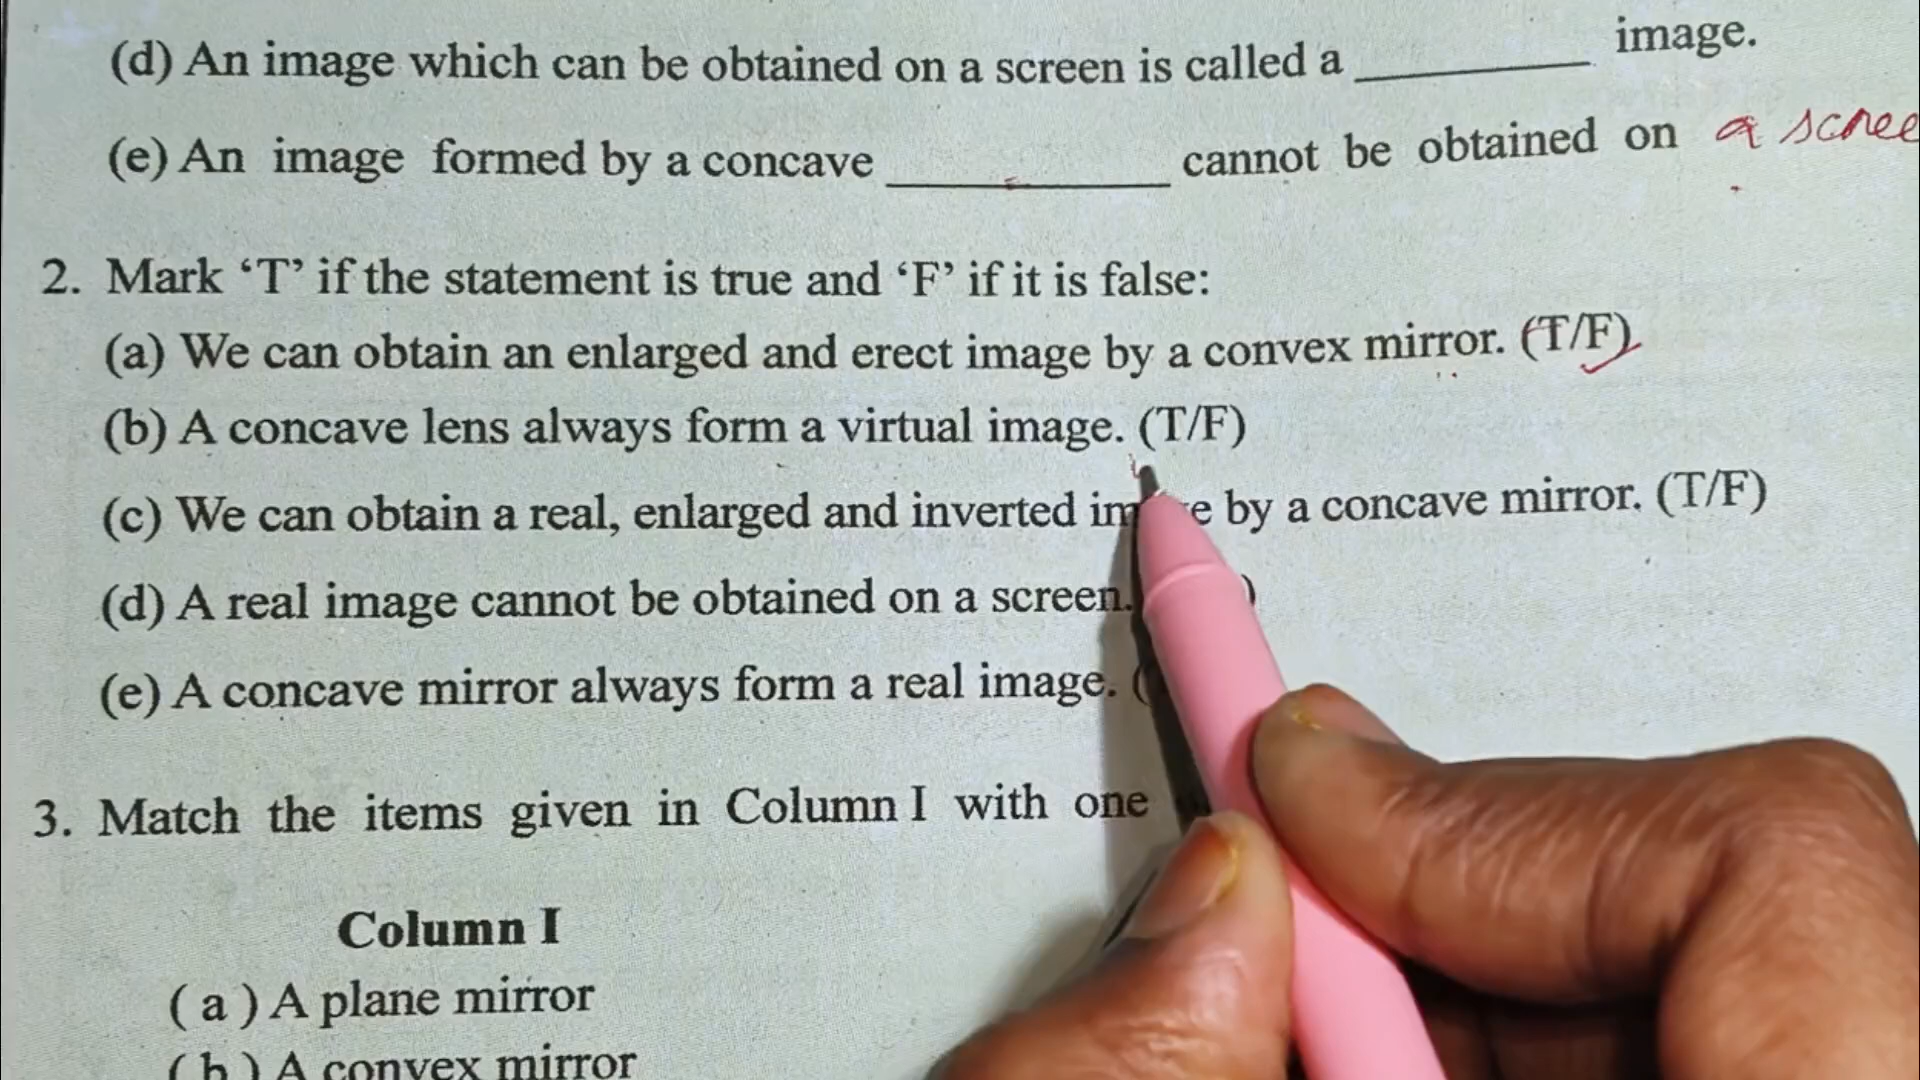 (d) An image which can be obtained on a screen is called a __________ image.
(e) An image formed by a concave __________ cannot be obtained on a scree
2. Mark ‘T’ if the statement is true and ‘F’ if it is false:
(a) We can obtain an enlarged and erect image by a convex mirror. (T/F)
(b) A concave lens always form a virtual image. (T/F)
(c) We can obtain a real, enlarged and inverted by a concave mirror. (T/F)
(d) A real image cannot be obtained on a screen. )
(e) A concave mirror always form a real image. (
3. Match the items given in Column I with one
Column I
(a) A plane mirror
(b) A convex mirror